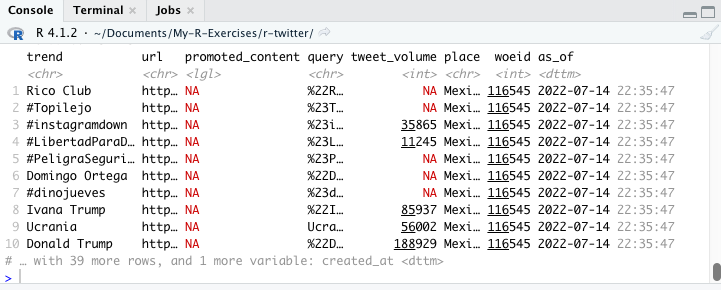 Console Terminal × Jobs ×
R 4.1.2 · ~/Documents/My-R-Exercises/r-twitter/
trend url promoted_content query tweet_volume place woeid as_of
<chr> <chr> <lgl> <chr> <int> <chr> <int> <dttm>
1 Rico Club http… NA %22R… NA Mexi… 116545 2022-07-14 22:35:47
2 #Topilejo http… NA %23T… NA Mexi… 116545 2022-07-14 22:35:47
3 #instagramdown http… NA %23i… 35865 Mexi… 116545 2022-07-14 22:35:47
4 #LibertadParaD… http… NA %23L… 11245 Mexi… 116545 2022-07-14 22:35:47
5 #PeligraSeguri… http… NA %23P… NA Mexi… 116545 2022-07-14 22:35:47
6 Domingo Ortega http… NA %22D… NA Mexi… 116545 2022-07-14 22:35:47
7 #dinojueves http… NA %23d… NA Mexi… 116545 2022-07-14 22:35:47
8 Ivana Trump http… NA %22I… 85937 Mexi… 116545 2022-07-14 22:35:47
9 Ucrania http… NA Ucra… 56002 Mexi… 116545 2022-07-14 22:35:47
10 Donald Trump http… NA %22D… 188929 Mexi… 116545 2022-07-14 22:35:47
# … with 39 more rows, and 1 more variable: created_at <dttm>
>